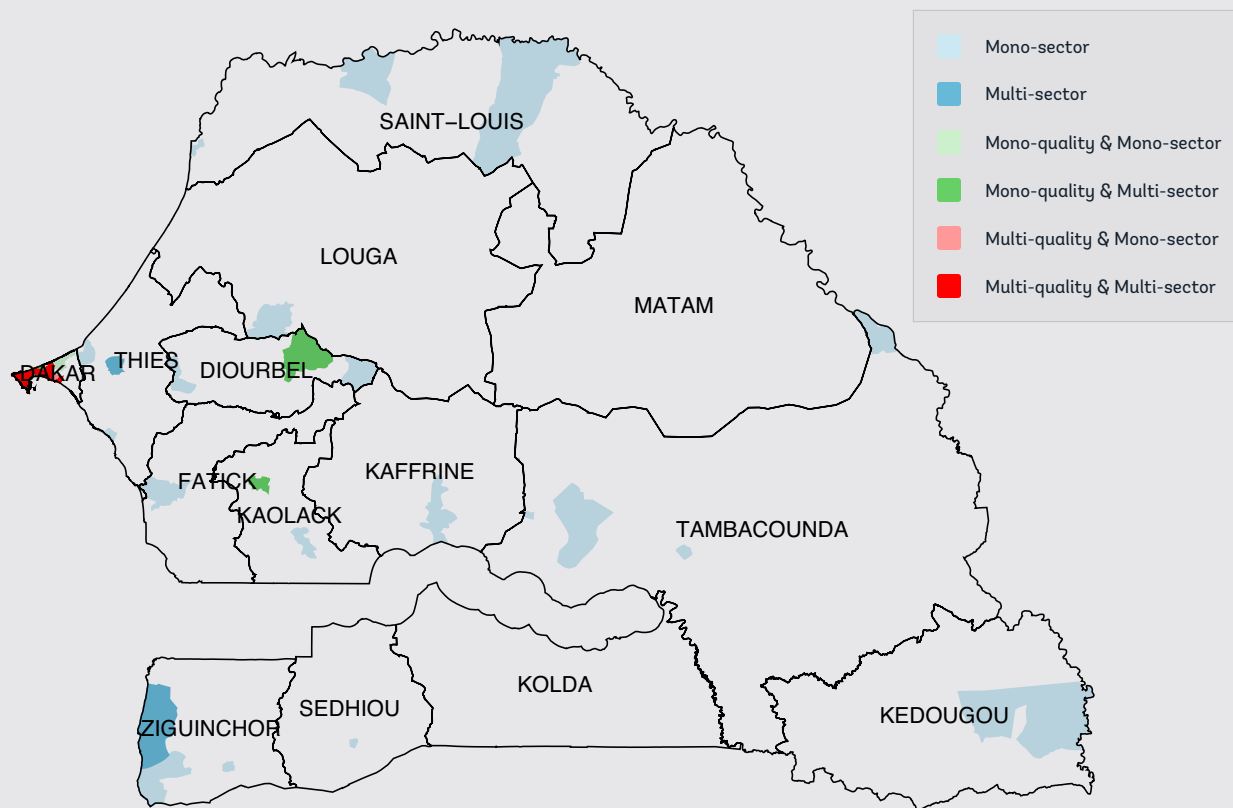 Mono-sector
Multi-sector
Mono-quality & Mono-sector
Mono-quality & Multi-sector
Multi-quality & Mono-sector
Multi-quality & Multi-sector
SAINT−LOUIS
LOUGA
MATAM
THIES
DAKAR
DIOURBEL
KAFFRINE
FATICK
KAOLACK
TAMBACOUNDA
KOLDA
SEDHIOU
KEDOUGOU
ZIGUINCHOR